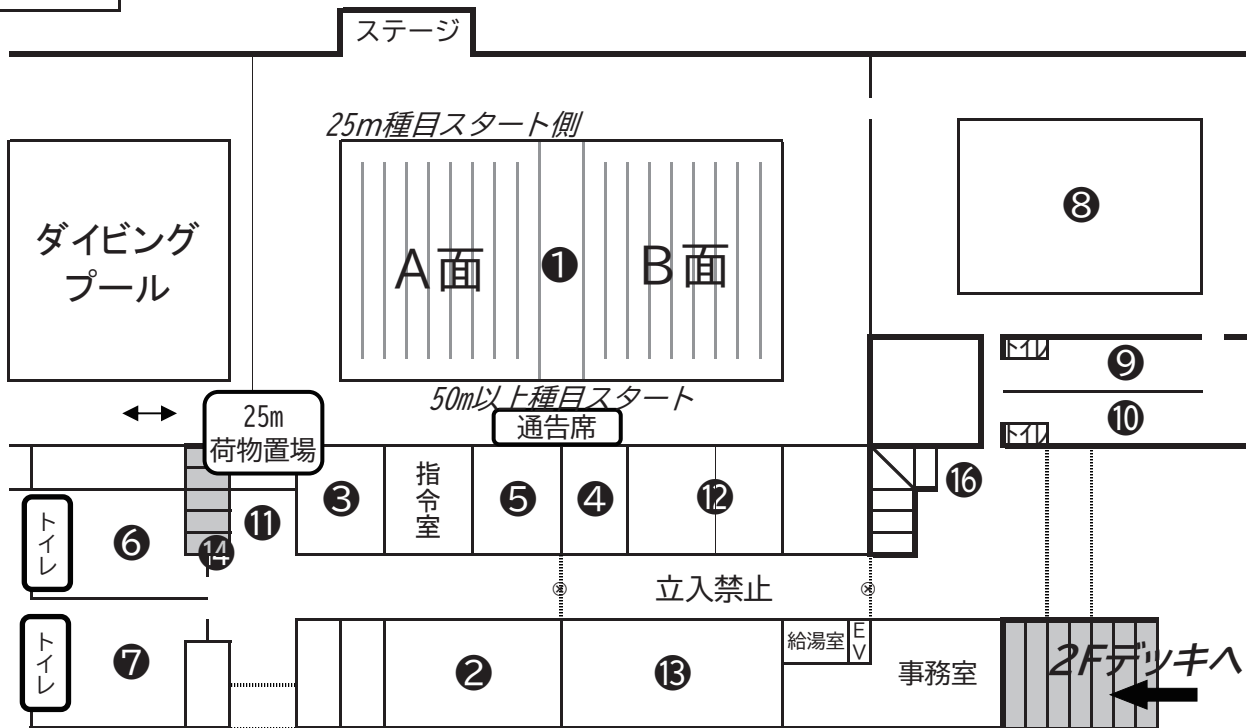 ステージ
25m種目スタート側
ダイビング
プール
A面
❶
B面
❽
50m以上種目スタート
通告席
25m
荷物置場
トイレ
❾
トイレ
❿
❸
指令室
❺
❹
⓬
⓰
トイレ
❻
⓮
⓫
立入禁止
トイレ
❼
❷
⓭
給湯室
EV
事務室
2Fデッキへ